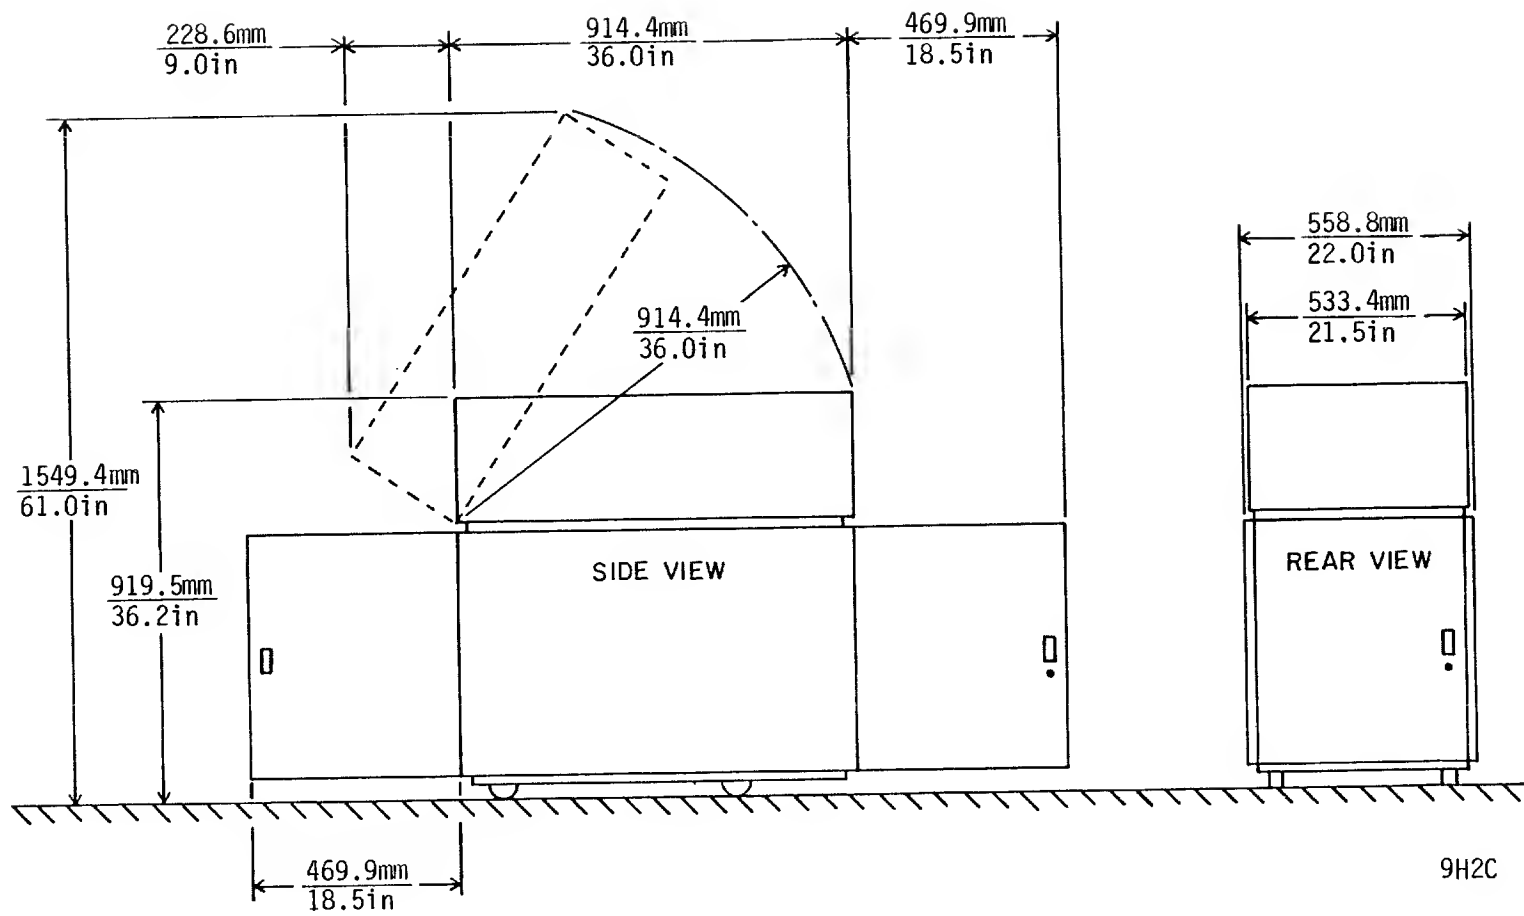 228.6mm
9.0in
914.4mm
36.0in
469.9mm
18.5in
558.8mm
22.0in
533.4mm
21.5in
914.4mm
36.0in
1549.4mm
61.0in
919.5mm
36.2in
SIDE VIEW
REAR VIEW
469.9mm
18.5in
9H2C